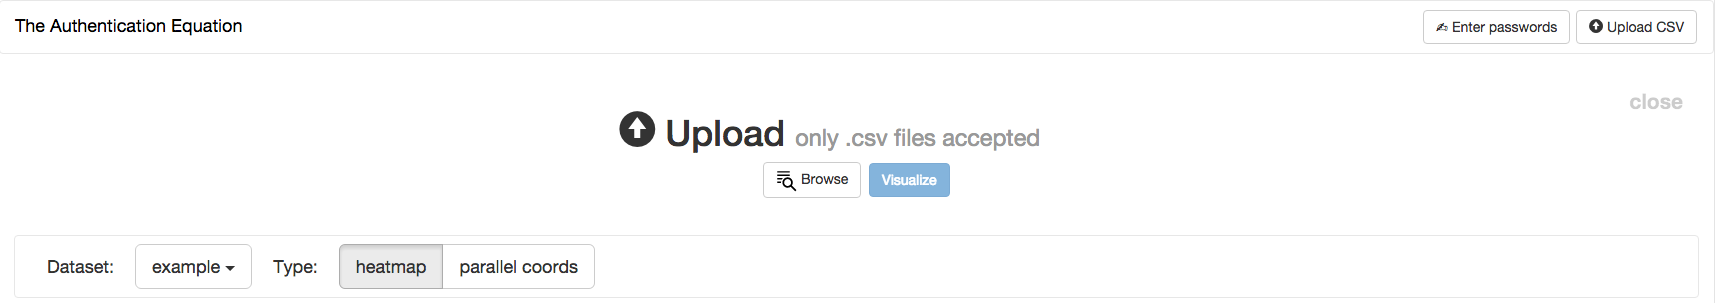 The Authentication Equation
Enter passwords
Upload CSV
close
Upload only .csv files accepted
Browse
Visualize
Dataset: example Type: heatmap parallel coords